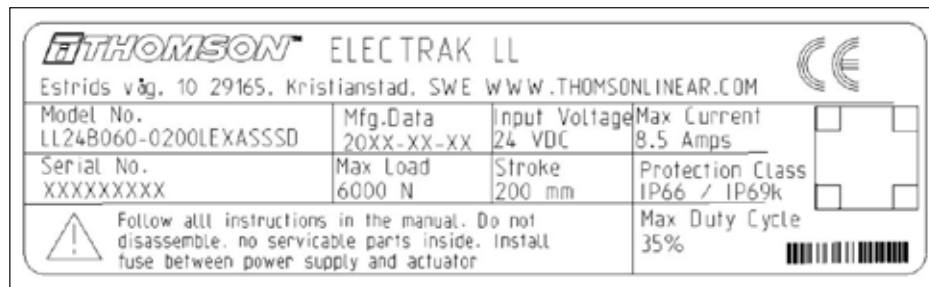 THOMSON™ ELECTRAK LL
Estrids våg, 10 29165, Kristianstad, SWE WWW.THOMSONLINEAR.COM
Model No.
LL24B060-0200LEXASSSD
Mfg.Data
20XX-XX-XX
Input Voltage
24 VDC
Max Current
8.5 Amps
Serial No.
XXXXXXXXX
Max Load
6000 N
Stroke
200 mm
Protection Class
IP66 / IP69k
Follow alll instructions in the manual. Do not
disassemble. no servicable parts inside. Install
fuse between power supply and actuator
Max Duty Cycle
35%
CE